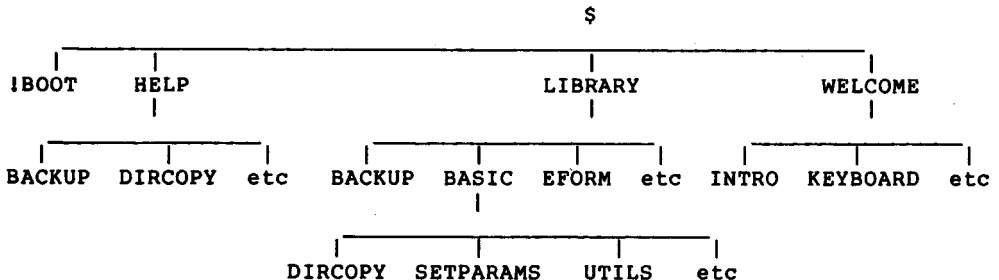 $
!BOOT HELP LIBRARY WELCOME
BACKUP DIRCOPY etc BACKUP BASIC EFORM etc INTRO KEYBOARD etc
DIRCOPY SETPARAMS UTILS etc